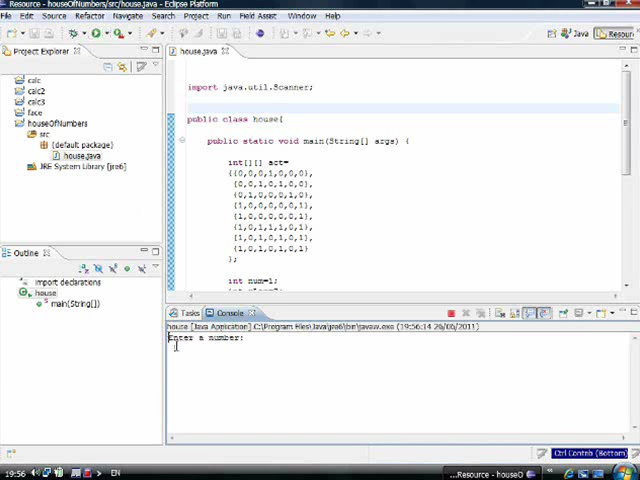 Resource - houseOfNumbers/src/house.java - Eclipse Platform
File Edit Source Refactor Navigate Search Project Run Field Assist Window Help
Java
Resourc
Project Explorer
house.java
calc
calc2
calc3
face
houseOfNumbers
src
(default package)
house.java
JRE System Library [jre6]
import java.util.Scanner;
public class house{
public static void main(String[] args) {
int[][] act=
{{0,0,0,1,0,0,0},
{0,0,1,0,1,0,0},
{0,1,0,0,0,1,0},
{1,0,0,0,0,0,1},
{1,0,0,0,0,0,1},
{1,0,1,1,1,0,1},
{1,0,1,0,1,0,1},
{1,0,1,0,1,0,1}
};
int num=1;
Outline
import declarations
house
main(String[])
Tasks Console
house [Java Application] C:\Program Files\Java\jre6\bin\javaw.exe (19:56:14 26/06/2011)
Enter a number:
Ctrl Contrib (Bottom)
19:56
EN
...Resource - houseO